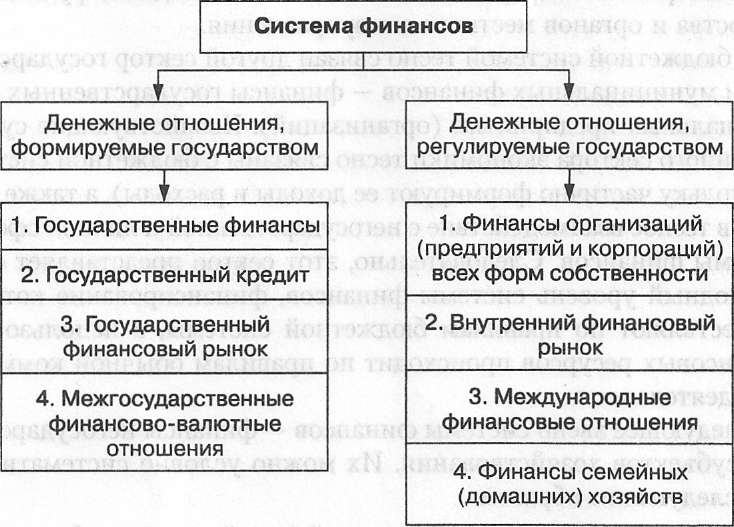 Система финансов
Денежные отношения,
формируемые государством
1. Государственные финансы
2. Государственный кредит
3. Государственный
финансовый рынок
4. Межгосударственные
финансово-валютные
отношения
Денежные отношения,
регулируемые государством
1. Финансы организаций
(предприятий и корпораций)
всех форм собственности
2. Внутренний финансовый
рынок
3. Международные
финансовые отношения
4. Финансы семейных
(домашних) хозяйств